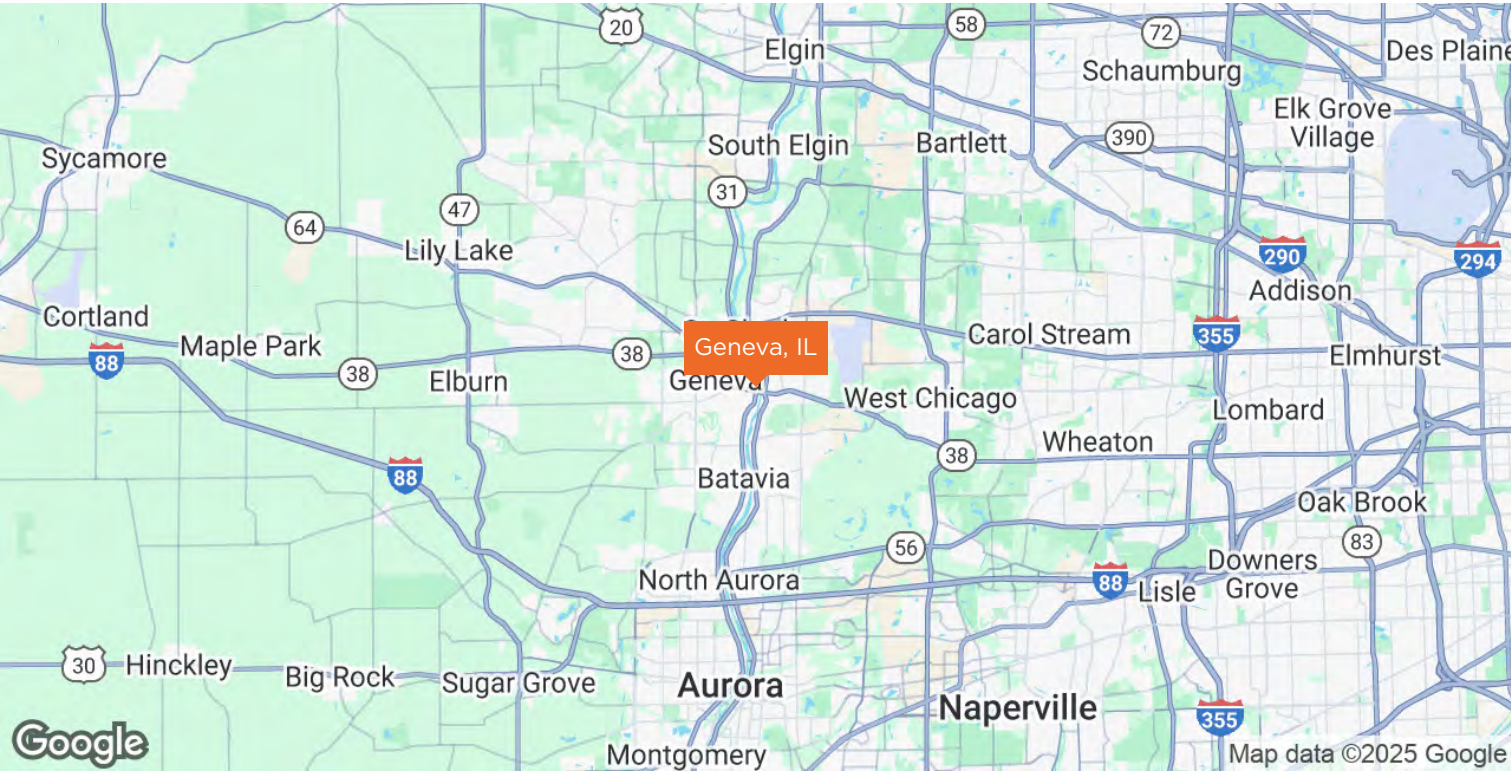 20
58
72
Elgin
Des Plaine
Schaumburg
Elk Grove
Village
390
South Elgin
Bartlett
Sycamore
31
47
64
Lily Lake
290
294
Addison
Cortland
Carol Stream
355
Geneva, IL
Maple Park
38
88
Elmhurst
38
Elburn
Geneva
West Chicago
Lombard
Wheaton
38
88
Batavia
Oak Brook
56
83
Downers
Grove
North Aurora
88
Lisle
30
Hinckley
Big Rock
Sugar Grove
Aurora
Naperville
355
Google
Montgomery
Map data ©2025 Google